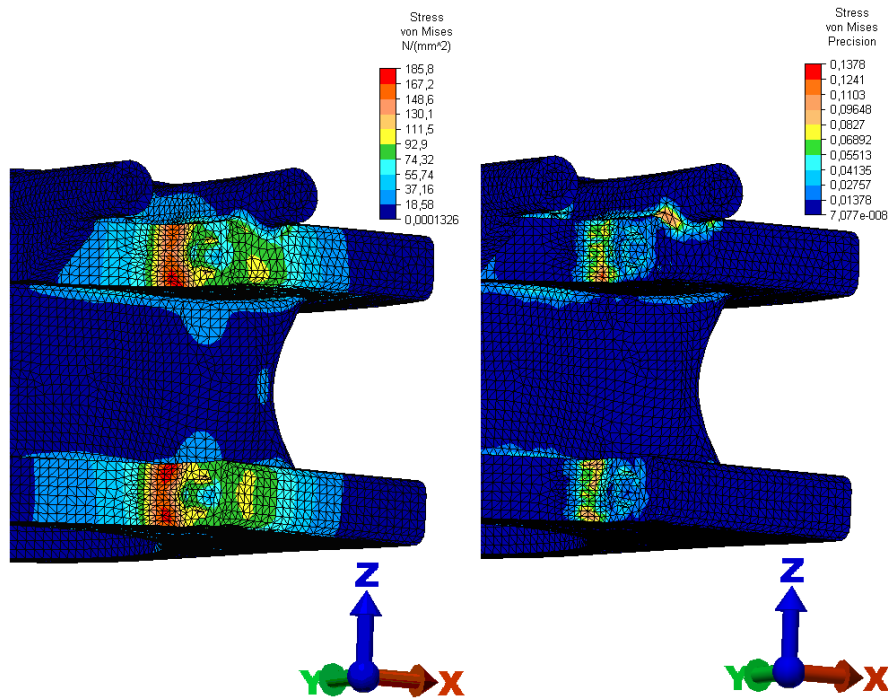 Stress
von Mises
N/(mm^2)
185,8
167,2
148,6
130,1
111,5
92,9
74,32
55,74
37,16
18,58
0,0001326
Z
Y
X
Stress
von Mises
Precision
0,1378
0,1241
0,1103
0,09648
0,0827
0,06892
0,05513
0,04135
0,02757
0,01378
7,077e-008
Z
Y
X